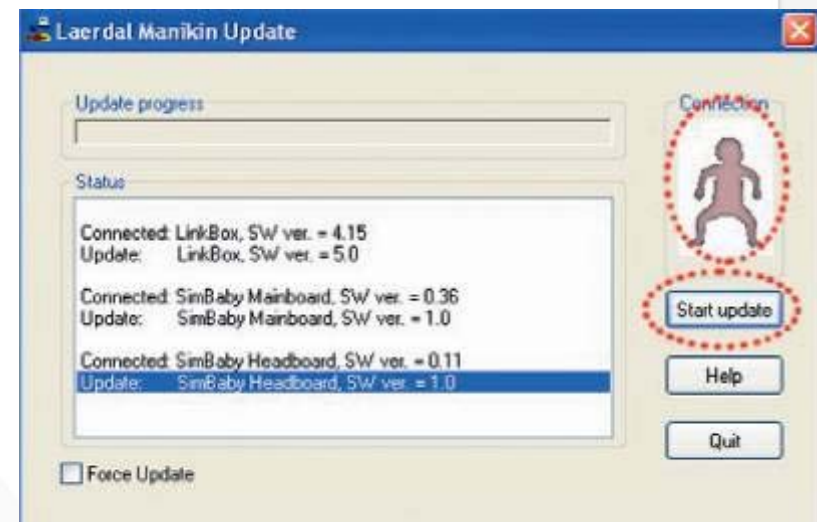 Laerdal Manikin Update
Update progress
Connection
Status
Connected: LinkBox, SW ver. = 4.15
Update: LinkBox, SW ver. = 5.0
Connected: SimBaby Mainboard, SW ver. = 0.36
Update: SimBaby Mainboard, SW ver. = 1.0
Connected: SimBaby Headboard, SW ver. = 0.11
Update: SimBaby Headboard, SW ver. = 1.0
Start update
Help
Quit
Force Update